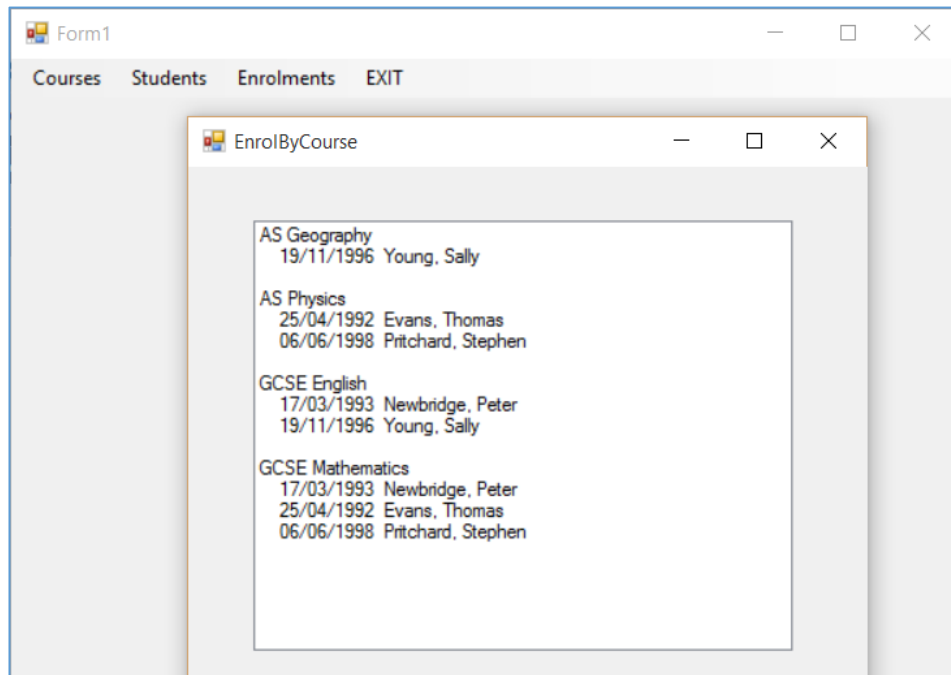 Form1
Courses Students Enrolments EXIT
EnrolByCourse
AS Geography
19/11/1996 Young, Sally
AS Physics
25/04/1992 Evans, Thomas
06/06/1998 Pritchard, Stephen
GCSE English
17/03/1993 Newbridge, Peter
19/11/1996 Young, Sally
GCSE Mathematics
17/03/1993 Newbridge, Peter
25/04/1992 Evans, Thomas
06/06/1998 Pritchard, Stephen